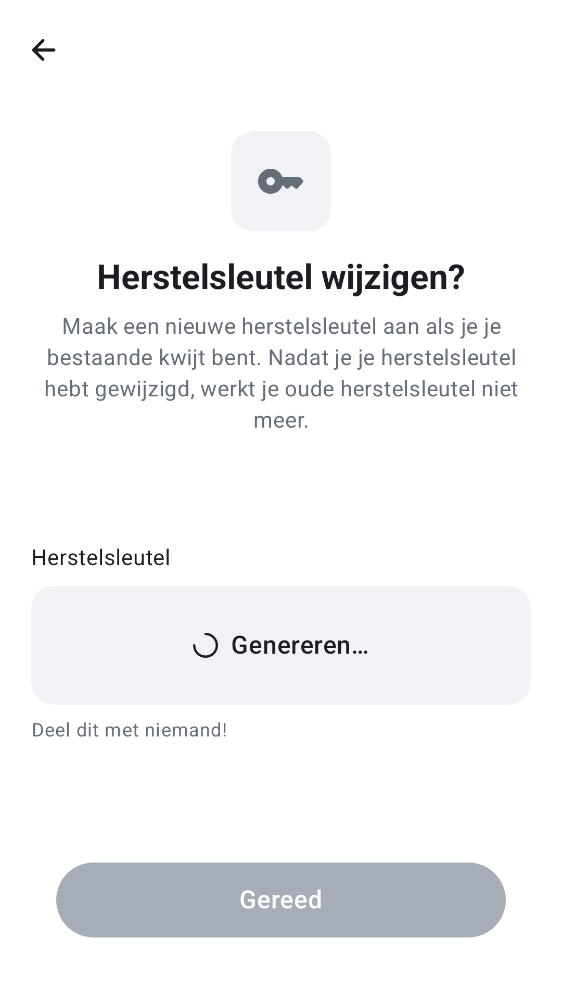 Herstelsleutel wijzigen?
Maak een nieuwe herstelsleutel aan als je je
bestaande kwijt bent. Nadat je je herstelsleutel
hebt gewijzigd, werkt je oude herstelsleutel niet
meer.
Herstelsleutel
Genereren…
Deel dit met niemand!
Gereed